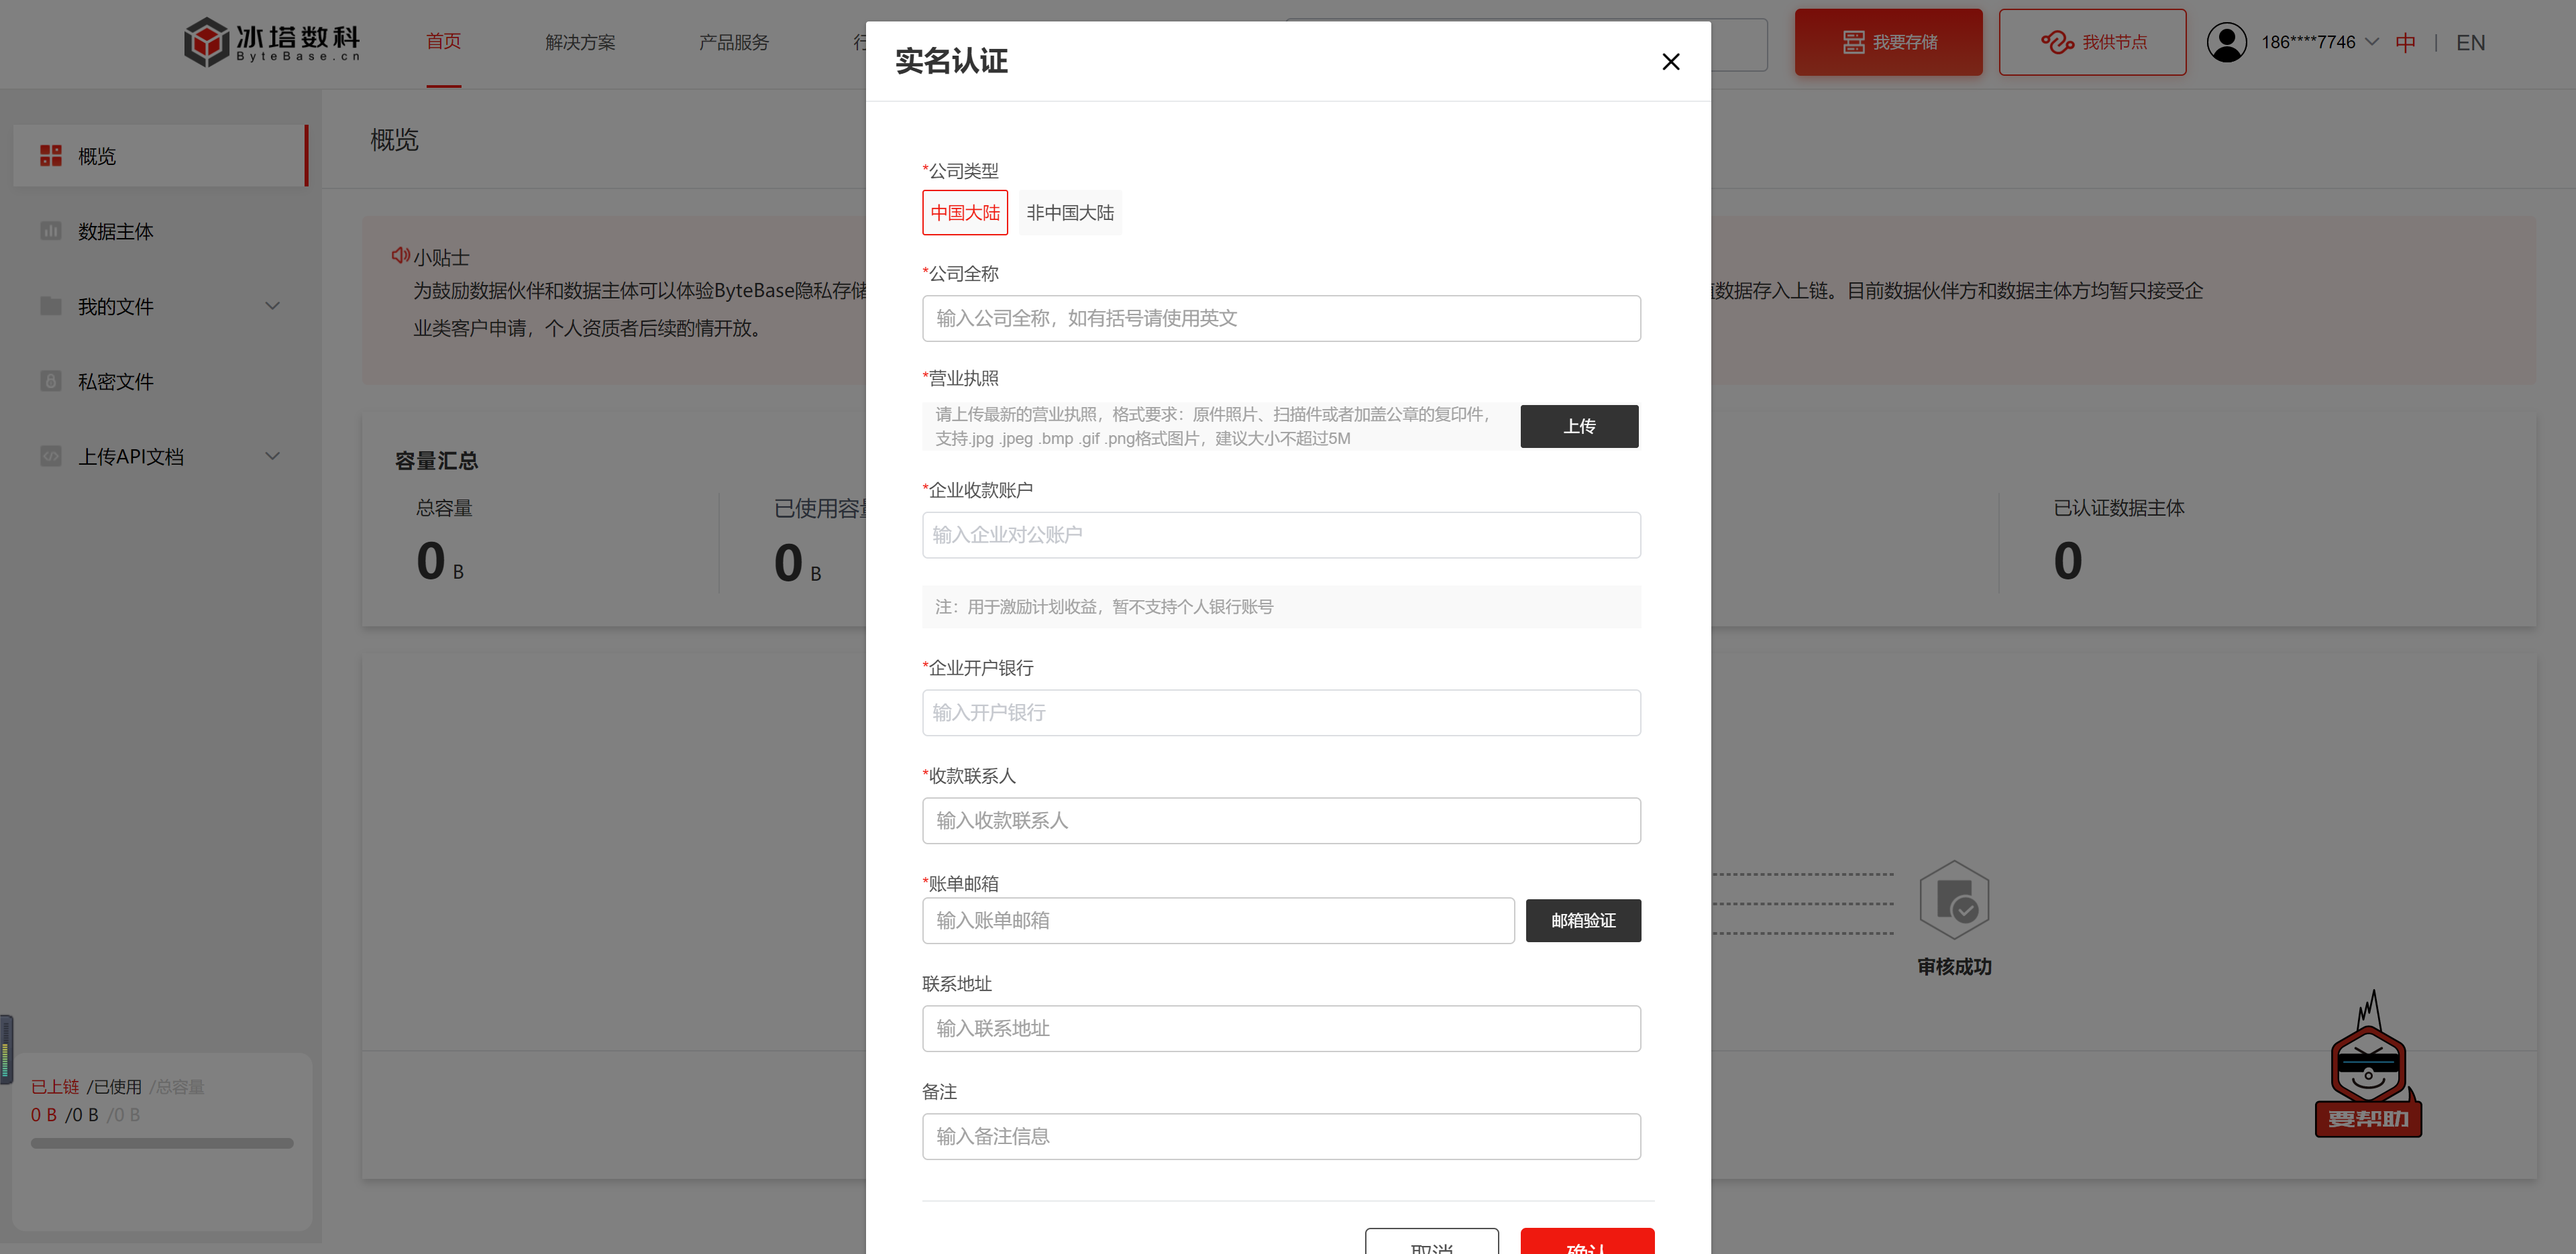 冰塔数科
ByteBase.cn
首页
解决方案
产品服务
我要存储
我供节点
186****7746
中 | EN
概览
数据主体
我的文件
私密文件
上传API文档
已上链 /已使用 /总容量
0 B /0 B /0 B
概览
小贴士
为鼓励数据伙伴和数据主体可以体验ByteBase隐私存储
数据存入上链。目前数据伙伴方和数据主体方均暂只接受企
业类客户申请，个人资质者后续酌情开放。
容量汇总
总容量
0 B
已使用容
0 B
已认证数据主体
0
审核成功
要帮助
实名认证
*公司类型
中国大陆
非中国大陆
*公司全称
输入公司全称，如有括号请使用英文
*营业执照
请上传最新的营业执照，格式要求：原件照片、扫描件或者加盖公章的复印件，
支持.jpg .jpeg .bmp .gif .png格式图片，建议大小不超过5M
上传
*企业收款账户
输入企业对公账户
注：用于激励计划收益，暂不支持个人银行账号
*企业开户银行
输入开户银行
*收款联系人
输入收款联系人
*账单邮箱
输入账单邮箱
邮箱验证
联系地址
输入联系地址
备注
输入备注信息
取消
确认